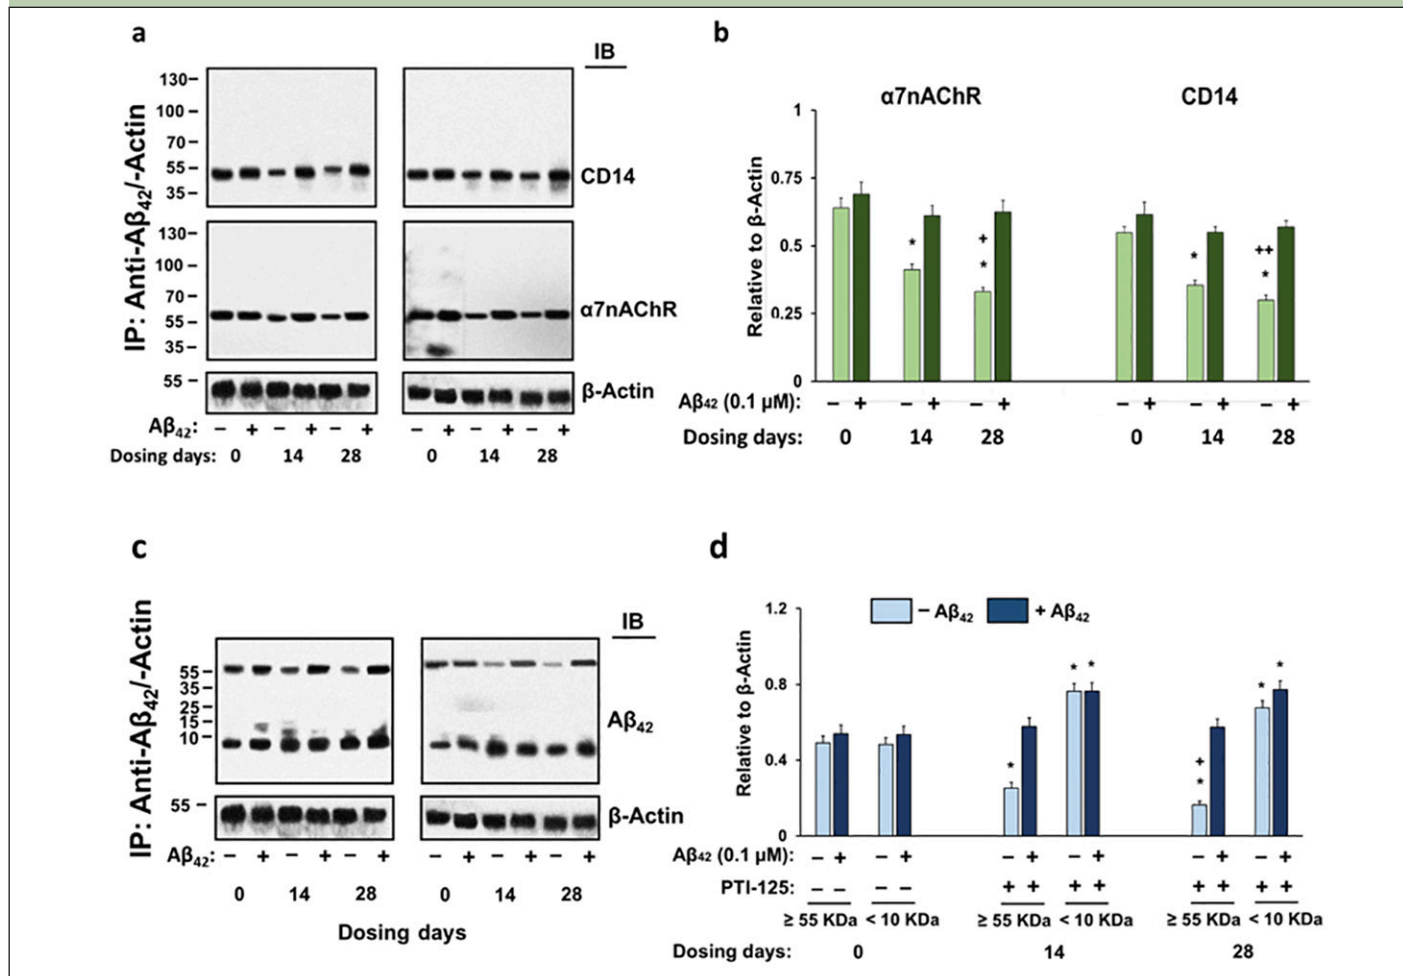 a
IB
IP: Anti-Aβ42/-Actin
130
100
70
55
35
CD14
130
100
70
55
35
α7nAChR
55
β-Actin
Aβ42: – + – + – + – + – + – +
Dosing days: 0 14 28 0 14 28
b
α7nAChR CD14
Relative to β-Actin
1
0.75
0.5
0.25
0
*
+
*
*
++
*
Aβ42 (0.1 µM): – + – + – + – + – + – +
Dosing days: 0 14 28 0 14 28
c
IB
IP: Anti-Aβ42/-Actin
55
35
25
15
10
Aβ42
55
β-Actin
Aβ42: – + – + – + – + – + – +
0 14 28 0 14 28
Dosing days
d
– Aβ42 + Aβ42
Relative to β-Actin
1.2
0.8
0.4
0
*
* *
+
*
* *
Aβ42 (0.1 µM): – + – + – + – + – + – +
PTI-125: – – – – + + + + + + + +
≥ 55 KDa < 10 KDa ≥ 55 KDa < 10 KDa ≥ 55 KDa < 10 KDa
Dosing days: 0 14 28